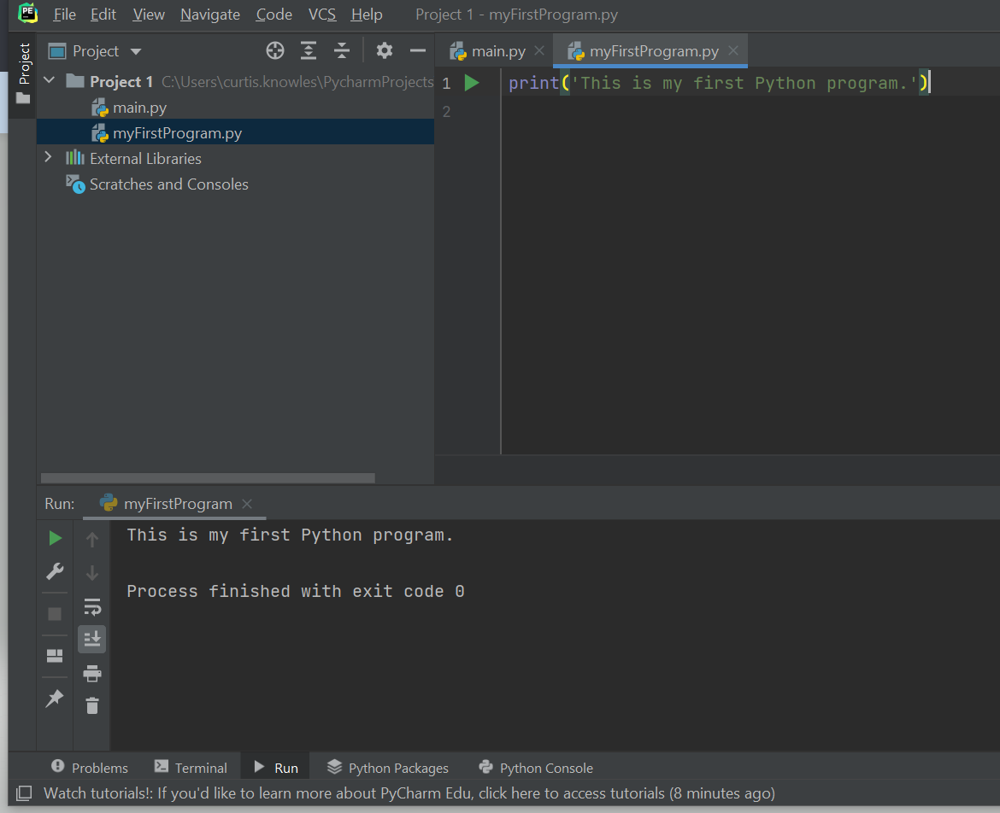 PE File Edit View Navigate Code VCS Help Project 1 - myFirstProgram.py
Project
Project
main.py myFirstProgram.py
Project 1 C:\Users\curtis.knowles\PycharmProjects
main.py
myFirstProgram.py
External Libraries
Scratches and Consoles
1 print('This is my first Python program.')
2
Run: myFirstProgram
This is my first Python program.
Process finished with exit code 0
Problems Terminal Run Python Packages Python Console
Watch tutorials!: If you'd like to learn more about PyCharm Edu, click here to access tutorials (8 minutes ago)